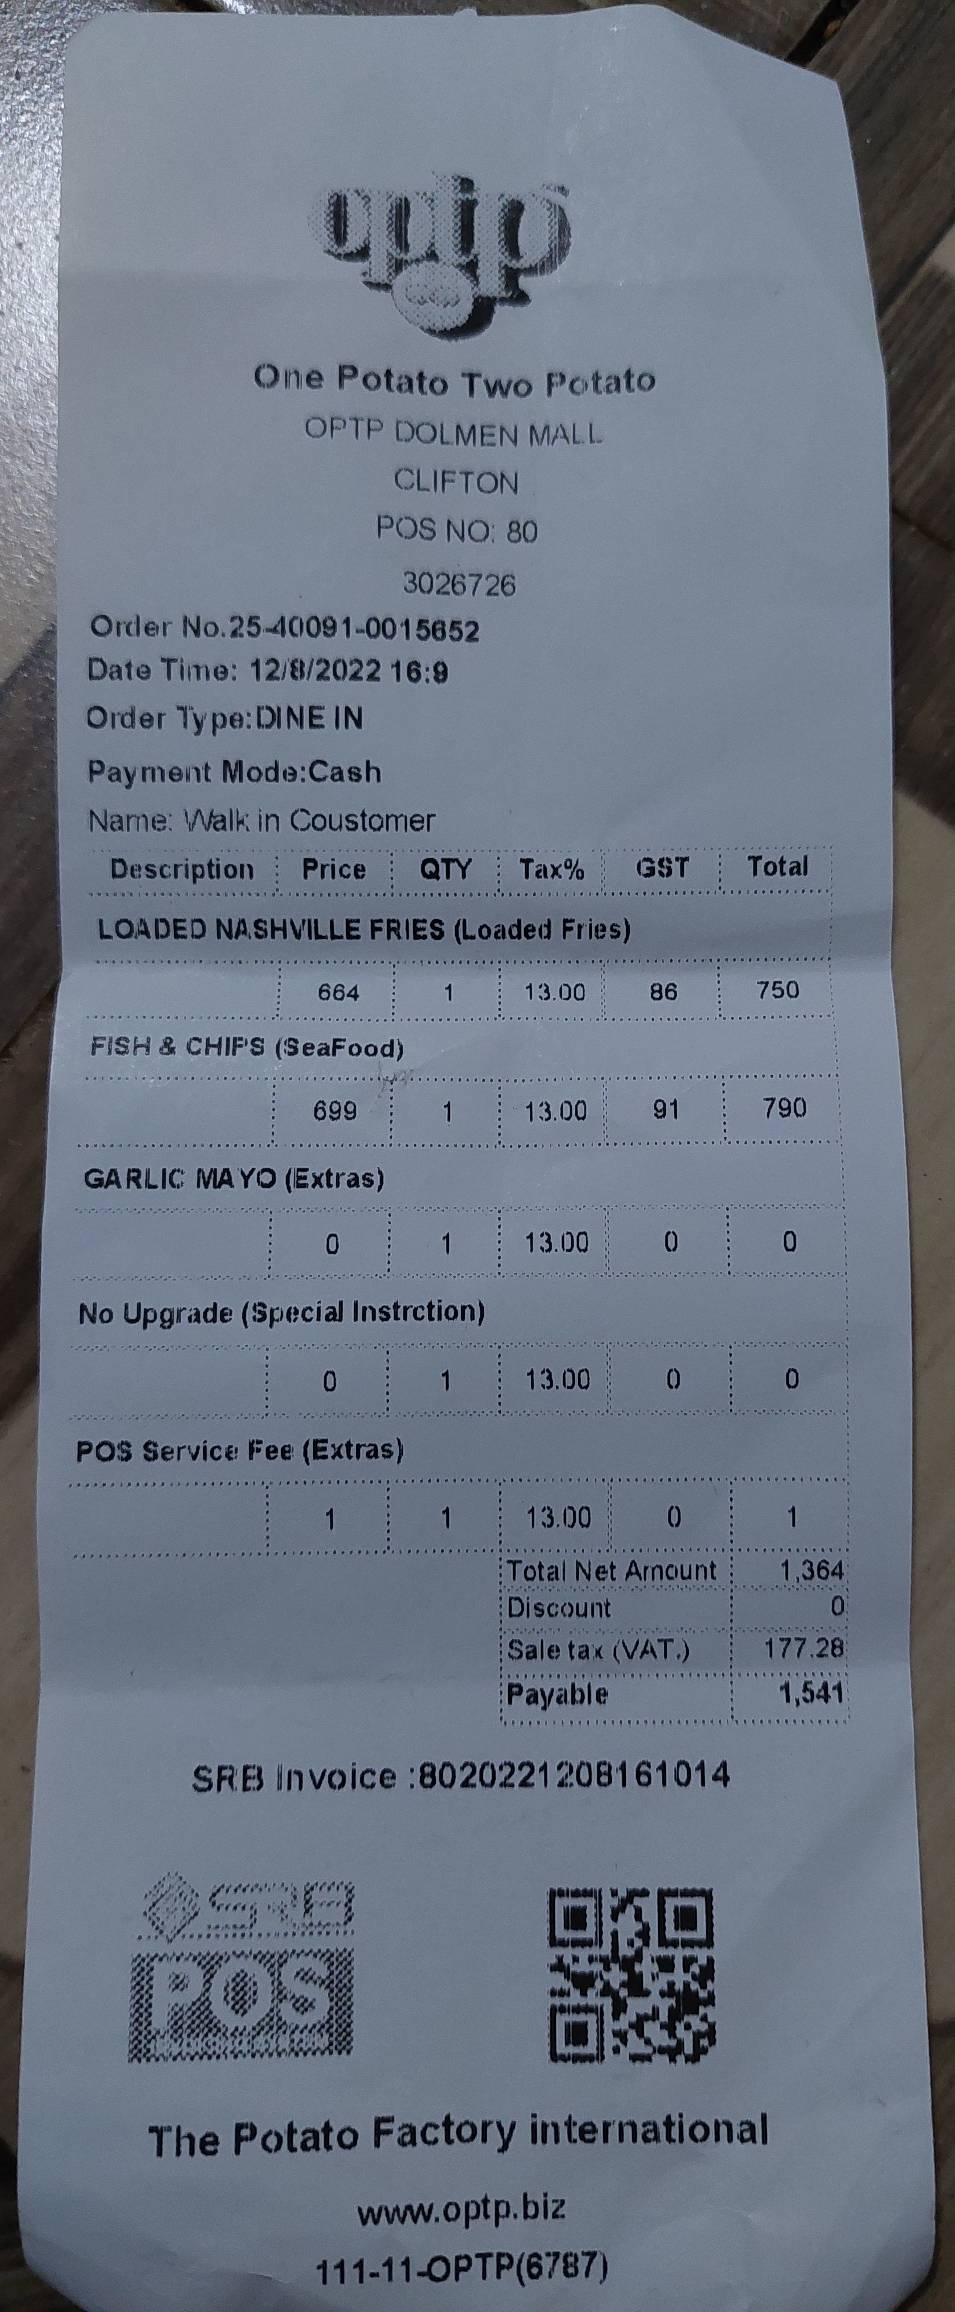 optp
One Potato Two Potato
OPTP DOLMEN MALL
CLIFTON
POS NO: 80
3026726
Order No.25-40091-0015652
Date Time: 12/8/2022 16:9
Order Type:DINE IN
Payment Mode:Cash
Name: Walk in Coustomer
Description Price QTY Tax% GST Total
LOADED NASHVILLE FRIES (Loaded Fries)
664 1 13.00 86 750
FISH & CHIPS (SeaFood)
699 1 13.00 91 790
GARLIC MAYO (Extras)
0 1 13.00 0 0
No Upgrade (Special Instrction)
0 1 13.00 0 0
POS Service Fee (Extras)
1 1 13.00 0 1
Total Net Amount 1,364
Discount 0
Sale tax (VAT.) 177.28
Payable 1,541
SRB Invoice :8020221208161014
SRB
POS
The Potato Factory international
www.optp.biz
111-11-OPTP(6787)